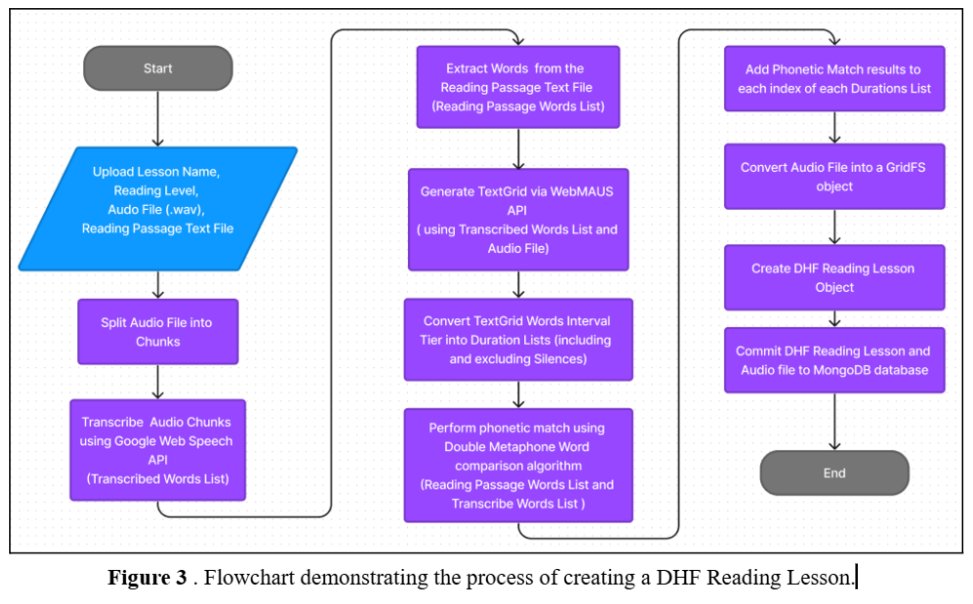 Start
Upload Lesson Name,
Reading Level,
Audo File (.wav),
Reading Passage Text File
Split Audio File into
Chunks
Transcribe Audio Chunks
using Google Web Speech
API
(Transcribed Words List)
Extract Words from the
Reading Passage Text File
(Reading Passage Words List)
Generate TextGrid via WebMAUS
API
( using Transcribed Words List and
Audio File)
Convert TextGrid Words Interval
Tier into Duration Lists (including
and excluding Silences)
Perform phonetic match using
Double Metaphone Word
comparison algorithm
(Reading Passage Words List and
Transcribe Words List )
Add Phonetic Match results to
each index of each Durations List
Convert Audio File into a GridFS
object
Create DHF Reading Lesson
Object
Commit DHF Reading Lesson and
Audio file to MongoDB database
End
Figure 3 . Flowchart demonstrating the process of creating a DHF Reading Lesson.